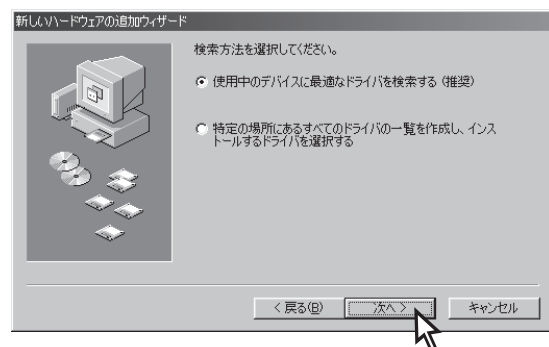 新しいハードウェアの追加ウィザード
検索方法を選択してください。
使用中のデバイスに最適なドライバを検索する (推奨)
特定の場所にあるすべてのドライバの一覧を作成し、インス
トールするドライバを選択する
< 戻る(B)
次へ >
キャンセル